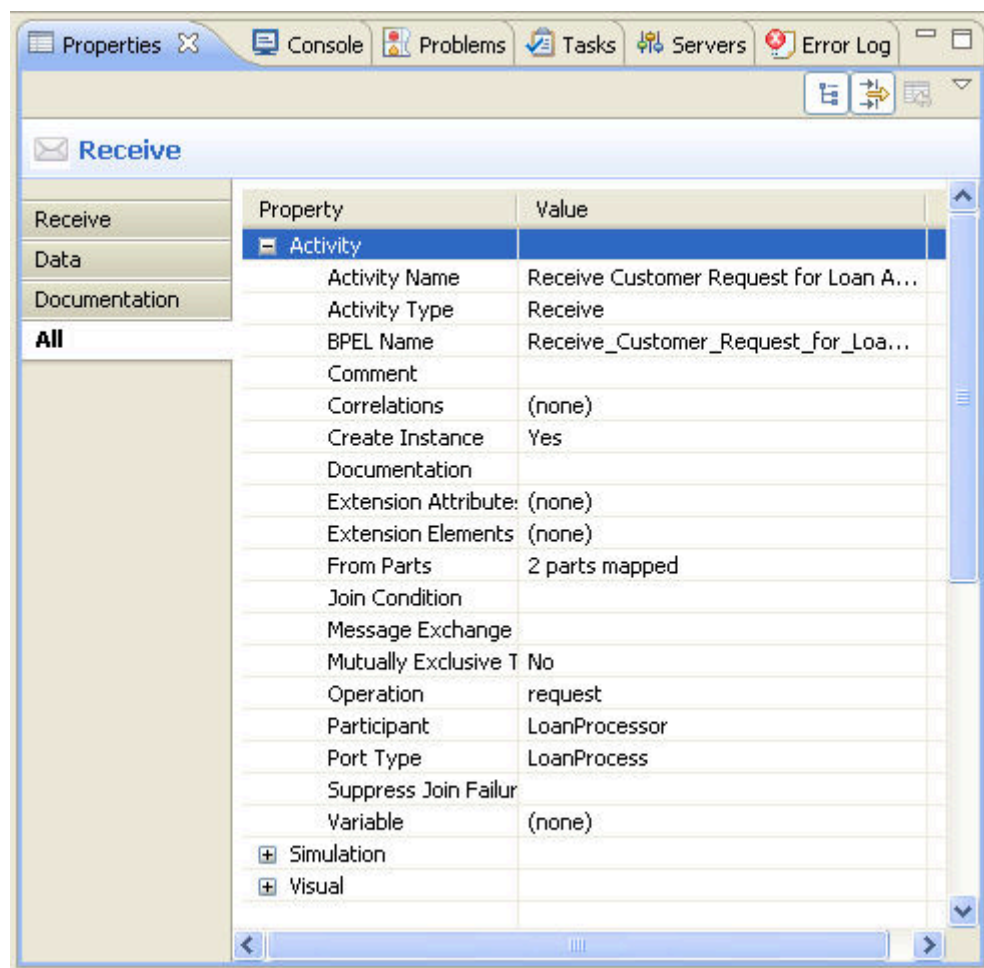 Properties Console Problems Tasks Servers Error Log
Receive
Receive
Data
Documentation
All
Property Value
Activity
Activity Name Receive Customer Request for Loan A...
Activity Type Receive
BPEL Name Receive_Customer_Request_for_Loa...
Comment
Correlations (none)
Create Instance Yes
Documentation
Extension Attribute: (none)
Extension Elements (none)
From Parts 2 parts mapped
Join Condition
Message Exchange
Mutually Exclusive T No
Operation request
Participant LoanProcessor
Port Type LoanProcess
Suppress Join Failur
Variable (none)
Simulation
Visual